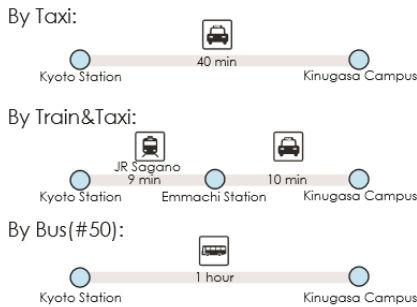 By Taxi:
40 min
Kyoto Station Kinugasa Campus
By Train&Taxi:
JR Sagano
9 min 10 min
Kyoto Station Emmachi Station Kinugasa Campus
By Bus(#50):
1 hour
Kyoto Station Kinugasa Campus